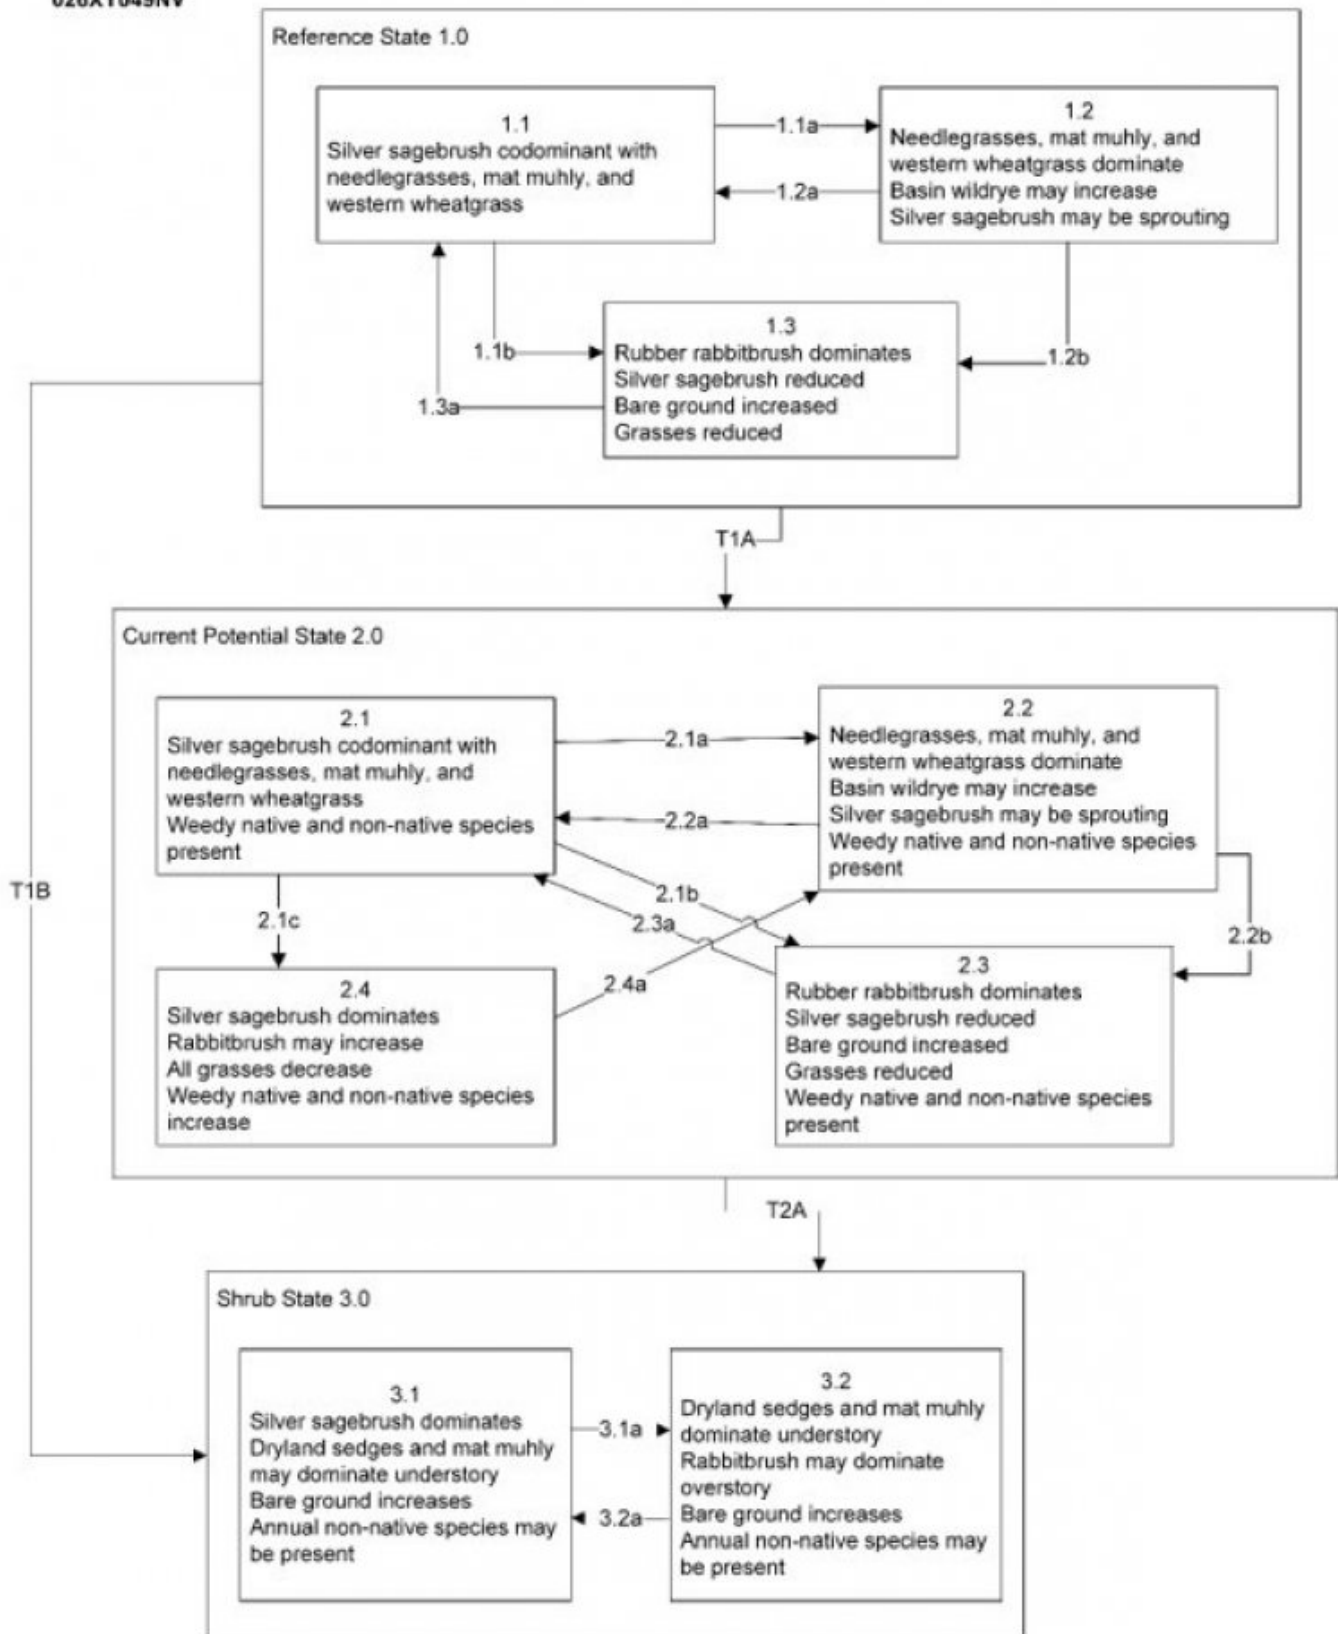 026XY049NV
Reference State 1.0
1.1
Silver sagebrush codominant with
needlegrasses, mat muhly, and
western wheatgrass
1.1a
1.2a
1.2
Needlegrasses, mat muhly, and
western wheatgrass dominate
Basin wildrye may increase
Silver sagebrush may be sprouting
1.1b
1.3a
1.3
Rubber rabbitbrush dominates
Silver sagebrush reduced
Bare ground increased
Grasses reduced
1.2b
T1A
T1B
Current Potential State 2.0
2.1
Silver sagebrush codominant with
needlegrasses, mat muhly, and
western wheatgrass
Weedy native and non-native species
present
2.1a
2.2a
2.2
Needlegrasses, mat muhly, and
western wheatgrass dominate
Basin wildrye may increase
Silver sagebrush may be sprouting
Weedy native and non-native species
present
2.1b
2.3a
2.1c
2.4a
2.2b
2.4
Silver sagebrush dominates
Rabbitbrush may increase
All grasses decrease
Weedy native and non-native species
increase
2.3
Rubber rabbitbrush dominates
Silver sagebrush reduced
Bare ground increased
Grasses reduced
Weedy native and non-native species
present
T2A
Shrub State 3.0
3.1
Silver sagebrush dominates
Dryland sedges and mat muhly
may dominate understory
Bare ground increases
Annual non-native species may
be present
3.1a
3.2a
3.2
Dryland sedges and mat muhly
dominate understory
Rabbitbrush may dominate
overstory
Bare ground increases
Annual non-native species may
be present